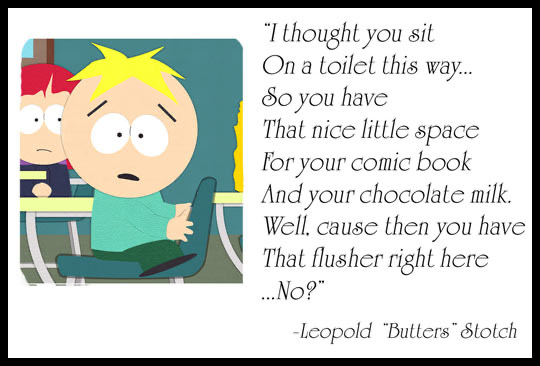 “I thought you sit
On a toilet this way...
So you have
That nice little space
For your comic book
And your chocolate milk.
Well, cause then you have
That flusher right here
...No?”
-Leopold “Butters” Stotch